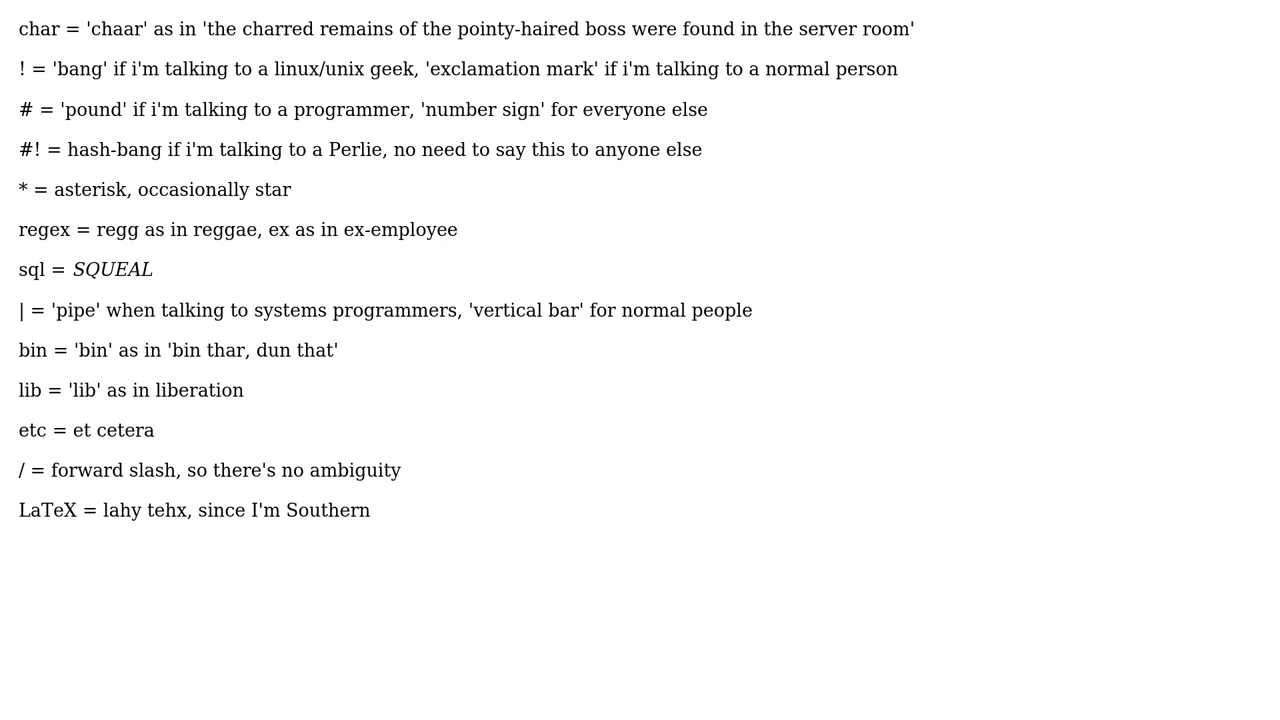 char = 'chaar' as in 'the charred remains of the pointy-haired boss were found in the server room'
! = 'bang' if i'm talking to a linux/unix geek, 'exclamation mark' if i'm talking to a normal person
# = 'pound' if i'm talking to a programmer, 'number sign' for everyone else
#! = hash-bang if i'm talking to a Perlie, no need to say this to anyone else
* = asterisk, occasionally star
regex = regg as in reggae, ex as in ex-employee
sql = SQUEAL
| = 'pipe' when talking to systems programmers, 'vertical bar' for normal people
bin = 'bin' as in 'bin thar, dun that'
lib = 'lib' as in liberation
etc = et cetera
/ = forward slash, so there's no ambiguity
LaTeX = lahy tehx, since I'm Southern